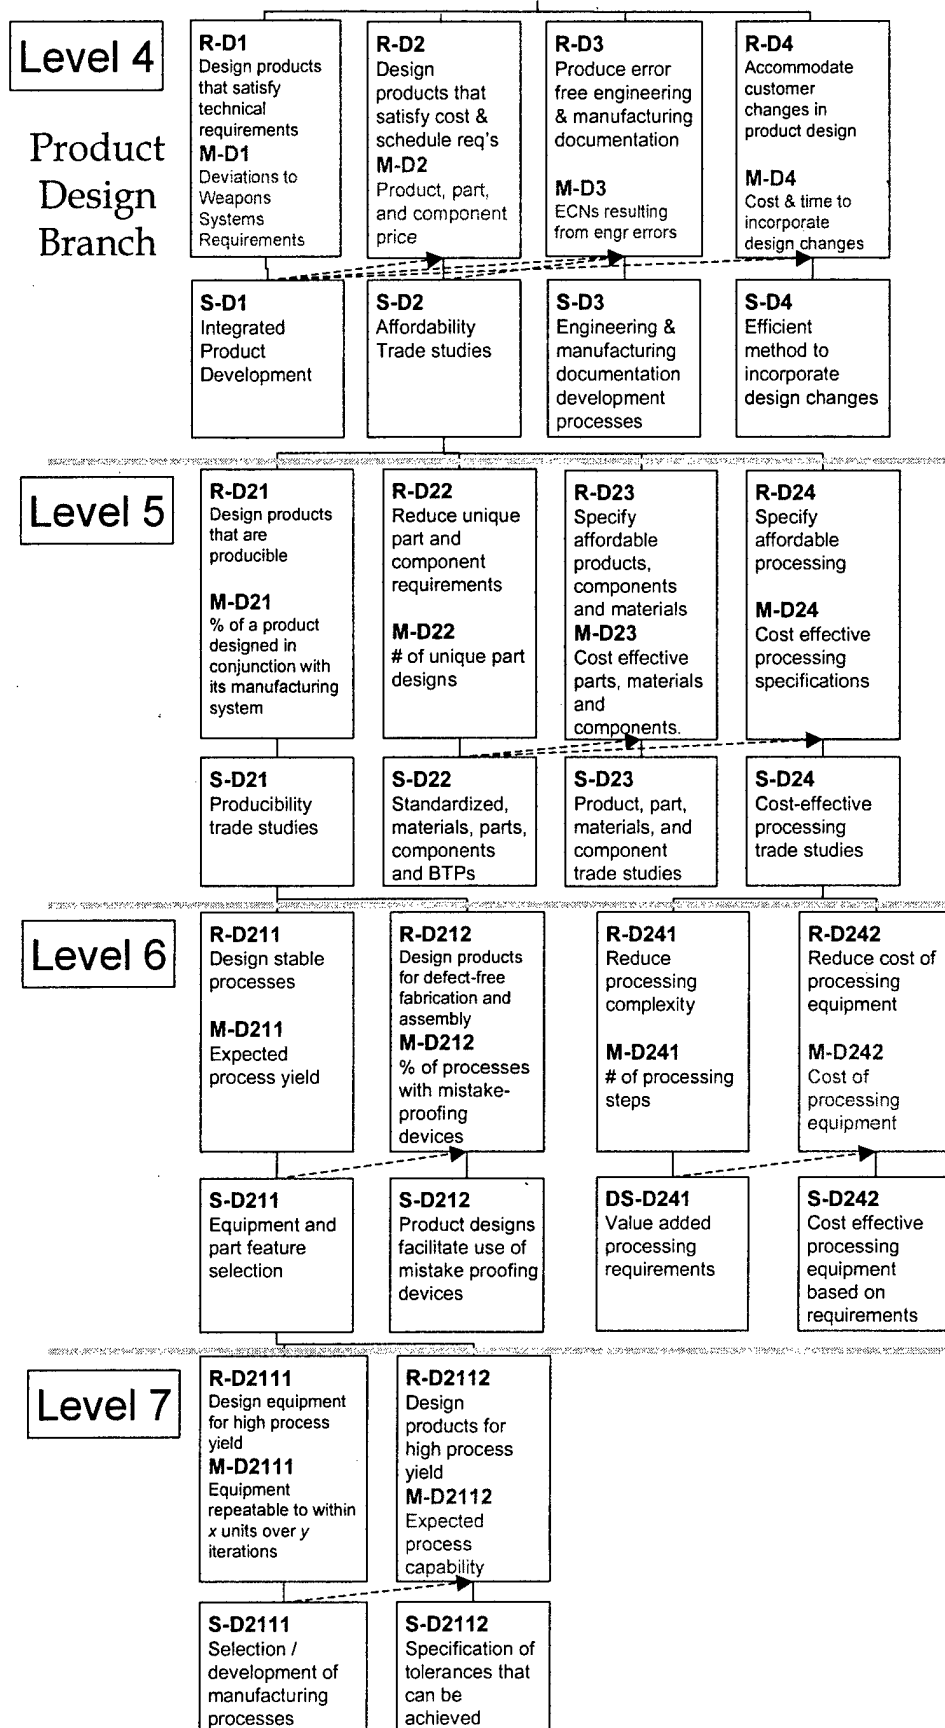 Level 4
Product
Design
Branch
R-D1
Design products
that satisfy
technical
requirements
M-D1
Deviations to
Weapons
Systems
Requirements
R-D2
Design
products that
satisfy cost &
schedule req's
M-D2
Product, part,
and component
price
R-D3
Produce error
free engineering
& manufacturing
documentation
M-D3
ECNs resulting
from engr errors
R-D4
Accommodate
customer
changes in
product design
M-D4
Cost & time to
incorporate
design changes
S-D1
Integrated
Product
Development
S-D2
Affordability
Trade studies
S-D3
Engineering &
manufacturing
documentation
development
processes
S-D4
Efficient
method to
incorporate
design changes
Level 5
R-D21
Design products
that are
producible
M-D21
% of a product
designed in
conjunction with
its manufacturing
system
R-D22
Reduce unique
part and
component
requirements
M-D22
# of unique part
designs
R-D23
Specify
affordable
products,
components
and materials
M-D23
Cost effective
parts, materials
and
components.
R-D24
Specify
affordable
processing
M-D24
Cost effective
processing
specifications
S-D21
Producibility
trade studies
S-D22
Standardized,
materials, parts,
components
and BTPs
S-D23
Product, part,
materials, and
component
trade studies
S-D24
Cost-effective
processing
trade studies
Level 6
R-D211
Design stable
processes
M-D211
Expected
process yield
R-D212
Design products
for defect-free
fabrication and
assembly
M-D212
% of processes
with mistake-
proofing
devices
R-D241
Reduce
processing
complexity
M-D241
# of processing
steps
R-D242
Reduce cost of
processing
equipment
M-D242
Cost of
processing
equipment
S-D211
Equipment and
part feature
selection
S-D212
Product designs
facilitate use of
mistake proofing
devices
DS-D241
Value added
processing
requirements
S-D242
Cost effective
processing
equipment
based on
requirements
Level 7
R-D2111
Design equipment
for high process
yield
M-D2111
Equipment
repeatable to within
x units over y
iterations
R-D2112
Design
products for
high process
yield
M-D2112
Expected
process
capability
S-D2111
Selection /
development of
manufacturing
processes
S-D2112
Specification of
tolerances that
can be
achieved